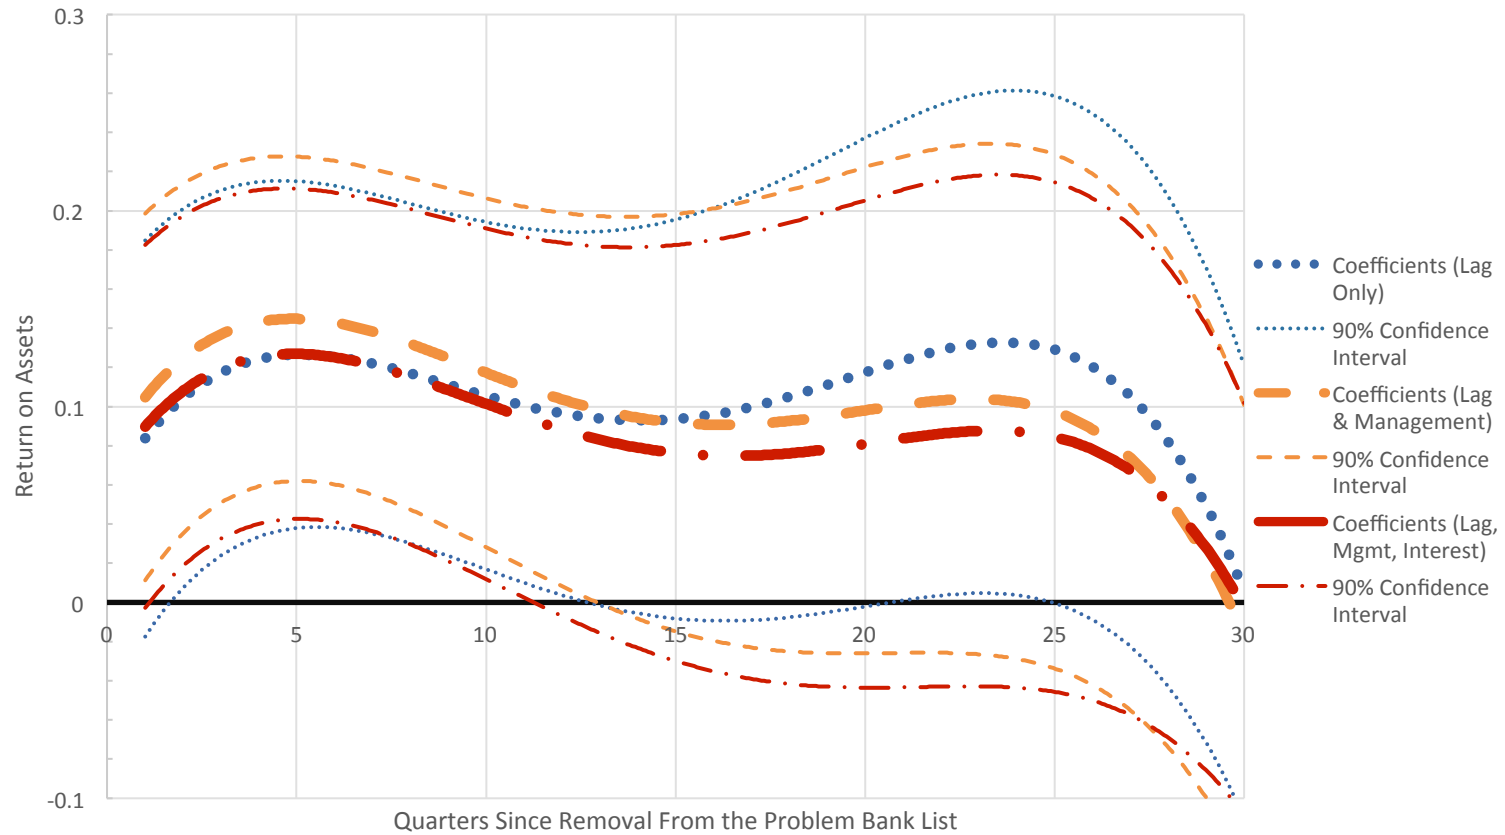 0.3
0.2
0.1
0
-0.1
Return on Assets
0 5 10 15 20 25 30
Quarters Since Removal From the Problem Bank List
Coefficients (Lag
Only)
90% Confidence
Interval
Coefficients (Lag
& Management)
90% Confidence
Interval
Coefficients (Lag,
Mgmt, Interest)
90% Confidence
Interval